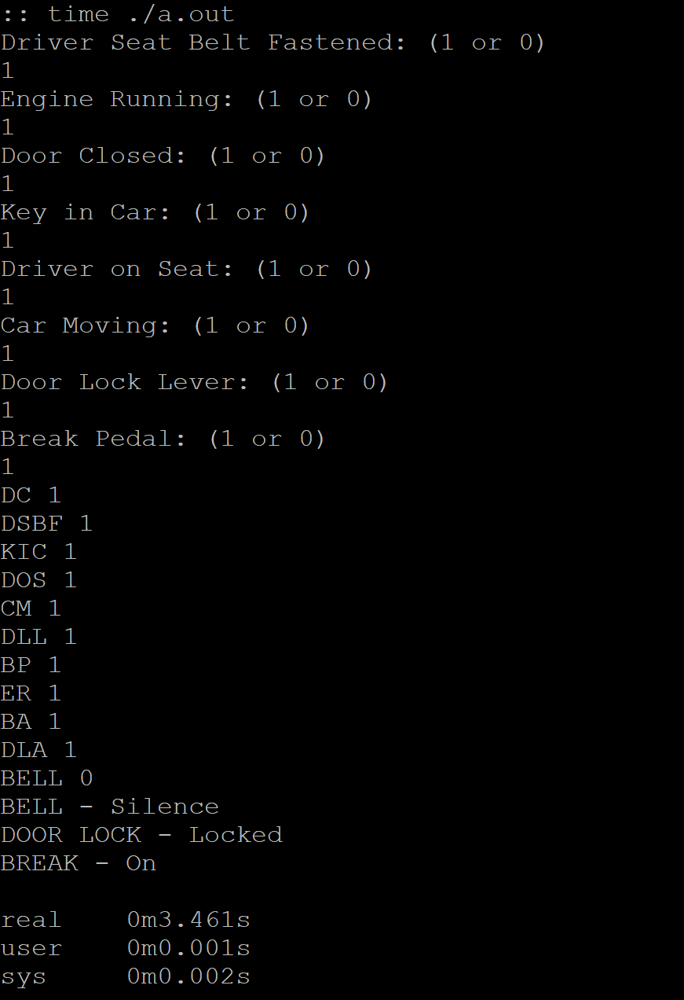 :: time ./a.out
Driver Seat Belt Fastened: (1 or 0)
1
Engine Running: (1 or 0)
1
Door Closed: (1 or 0)
1
Key in Car: (1 or 0)
1
Driver on Seat: (1 or 0)
1
Car Moving: (1 or 0)
1
Door Lock Lever: (1 or 0)
1
Break Pedal: (1 or 0)
1
DC 1
DSBF 1
KIC 1
DOS 1
CM 1
DLL 1
BP 1
ER 1
BA 1
DLA 1
BELL 0
BELL - Silence
DOOR LOCK - Locked
BREAK - On
real    0m3.461s
user    0m0.001s
sys     0m0.002s